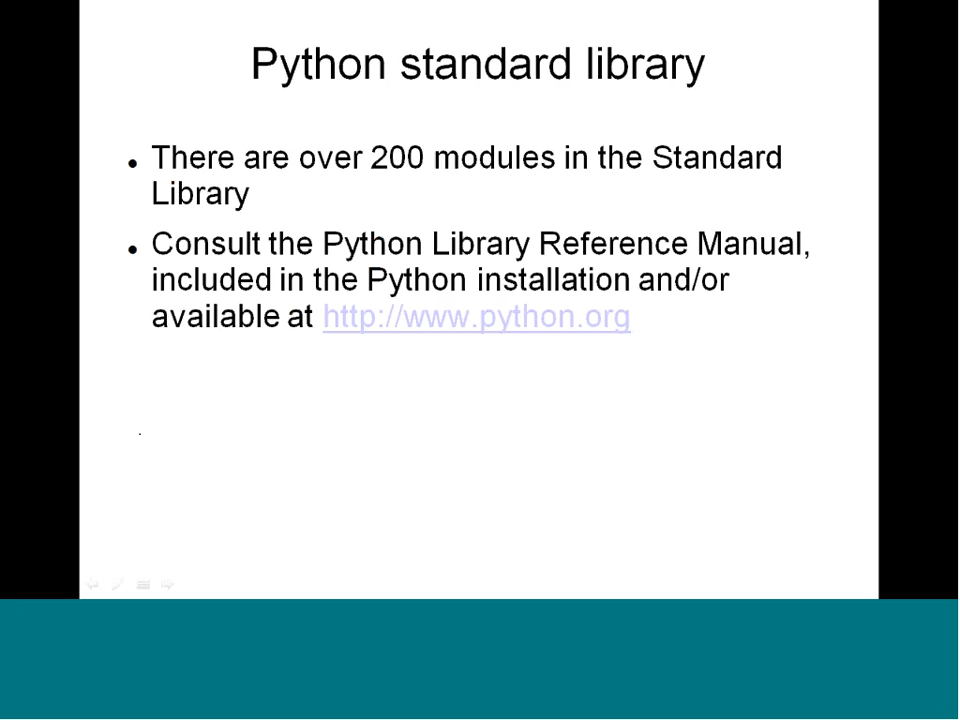 Python standard library
• There are over 200 modules in the Standard
Library
• Consult the Python Library Reference Manual,
included in the Python installation and/or
available at http://www.python.org
.